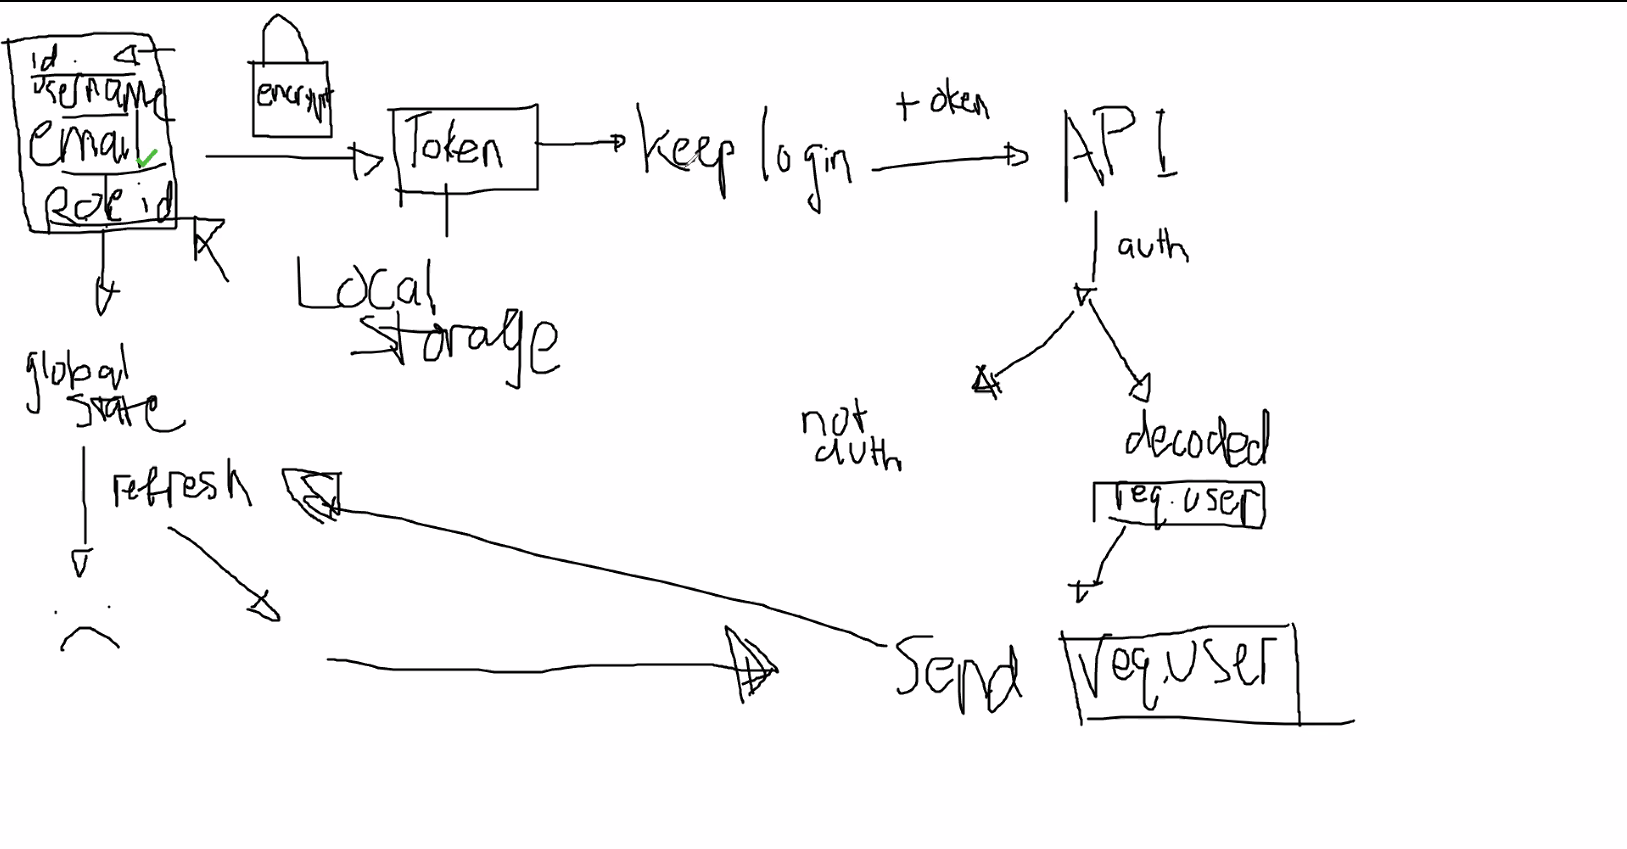 id.
username
email
Role id
encrypt
Token
keep login
+ token
API
auth
Local
storage
global
state
not
auth
decoded
req.user
refresh
Send
req.user